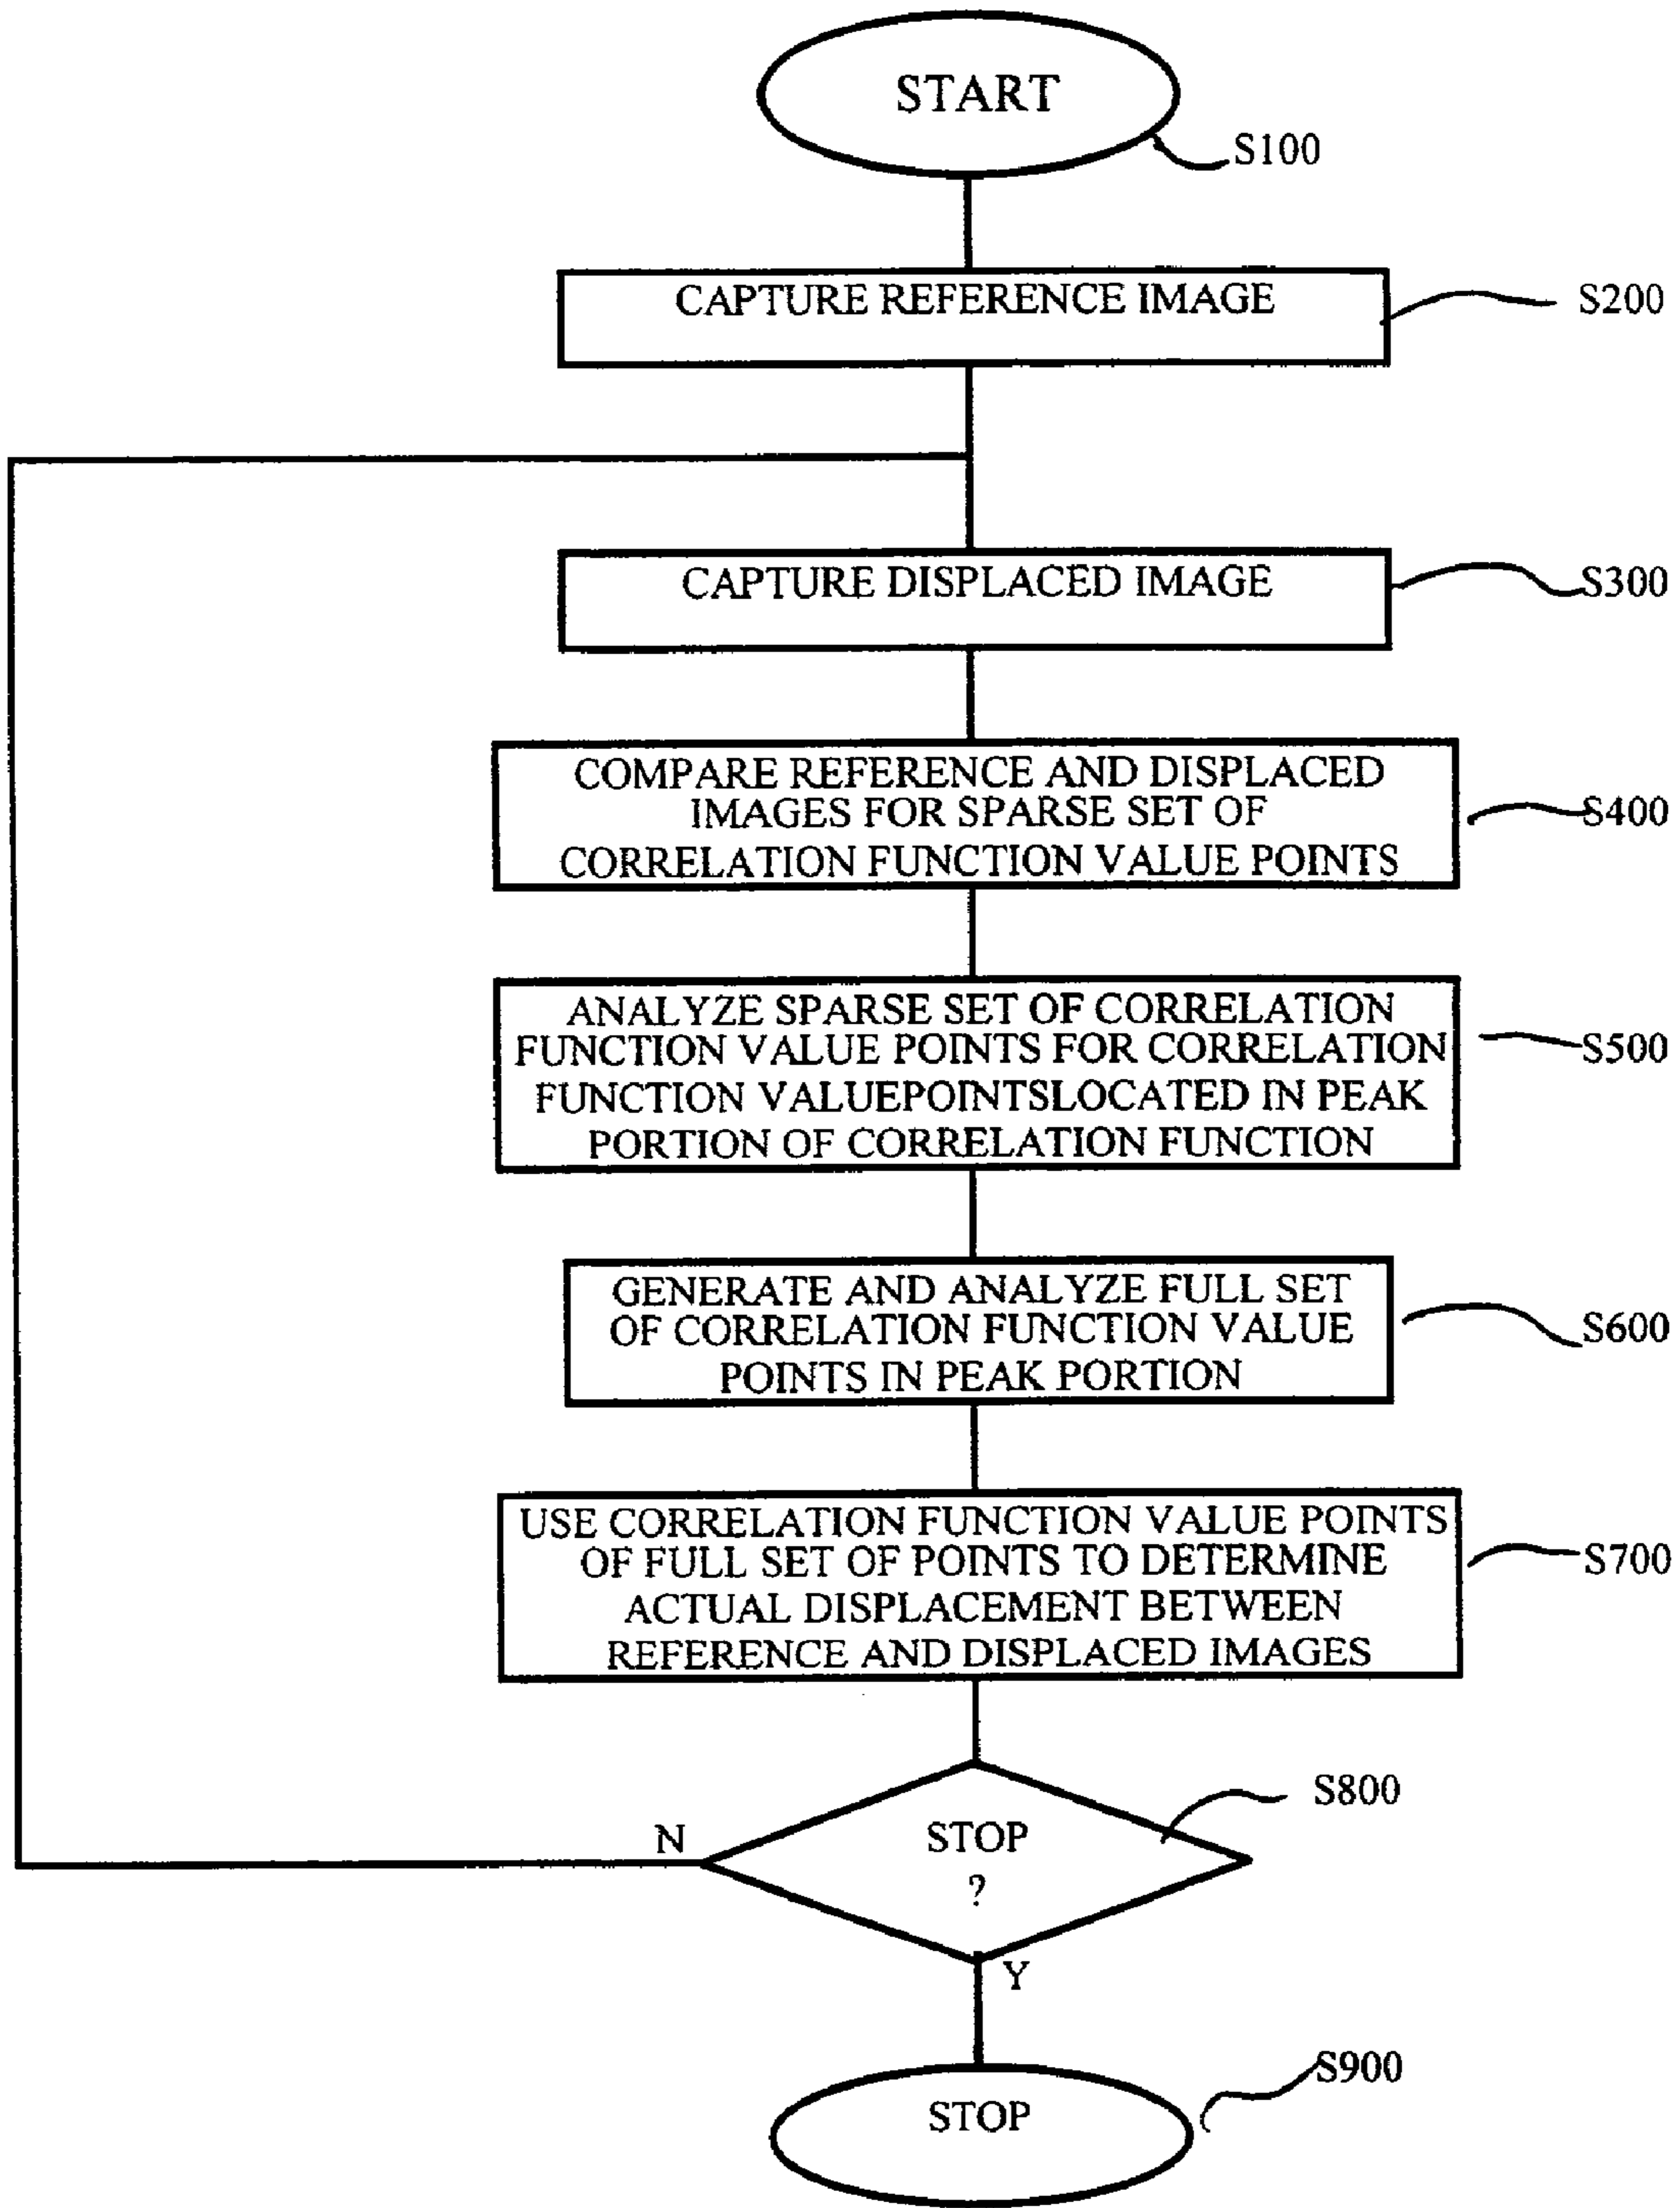 START
S100
CAPTURE REFERENCE IMAGE
S200
CAPTURE DISPLACED IMAGE
S300
COMPARE REFERENCE AND DISPLACED
IMAGES FOR SPARSE SET OF
CORRELATION FUNCTION VALUE POINTS
S400
ANALYZE SPARSE SET OF CORRELATION
FUNCTION VALUE POINTS FOR CORRELATION
FUNCTION VALUEPOINTSLOCATED IN PEAK
PORTION OF CORRELATION FUNCTION
S500
GENERATE AND ANALYZE FULL SET
OF CORRELATION FUNCTION VALUE
POINTS IN PEAK PORTION
S600
USE CORRELATION FUNCTION VALUE POINTS
OF FULL SET OF POINTS TO DETERMINE
ACTUAL DISPLACEMENT BETWEEN
REFERENCE AND DISPLACED IMAGES
S700
STOP
?
S800
N
Y
STOP
S900